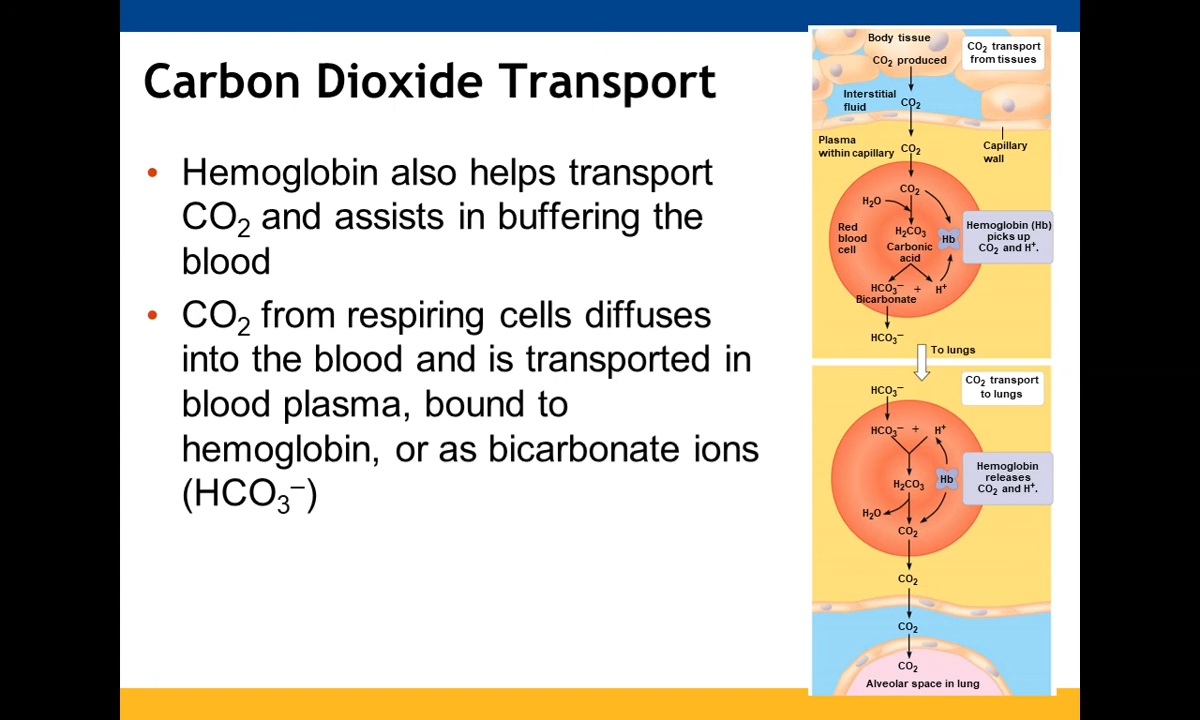 Carbon Dioxide Transport
• Hemoglobin also helps transport
CO₂ and assists in buffering the
blood
• CO₂ from respiring cells diffuses
into the blood and is transported in
blood plasma, bound to
hemoglobin, or as bicarbonate ions
(HCO₃⁻)
Body tissue
CO₂ produced
CO₂ transport
from tissues
Interstitial
fluid
CO₂
Plasma
within capillary
CO₂
Capillary
wall
CO₂
H₂O
Red
blood
cell
H₂CO₃
Carbonic
acid
Hb
Hemoglobin (Hb)
picks up
CO₂ and H⁺.
HCO₃⁻ + H⁺
Bicarbonate
HCO₃⁻
To lungs
CO₂ transport
to lungs
HCO₃⁻
HCO₃⁻ + H⁺
Hemoglobin
releases
CO₂ and H⁺.
Hb
H₂CO₃
H₂O
CO₂
CO₂
CO₂
CO₂
Alveolar space in lung